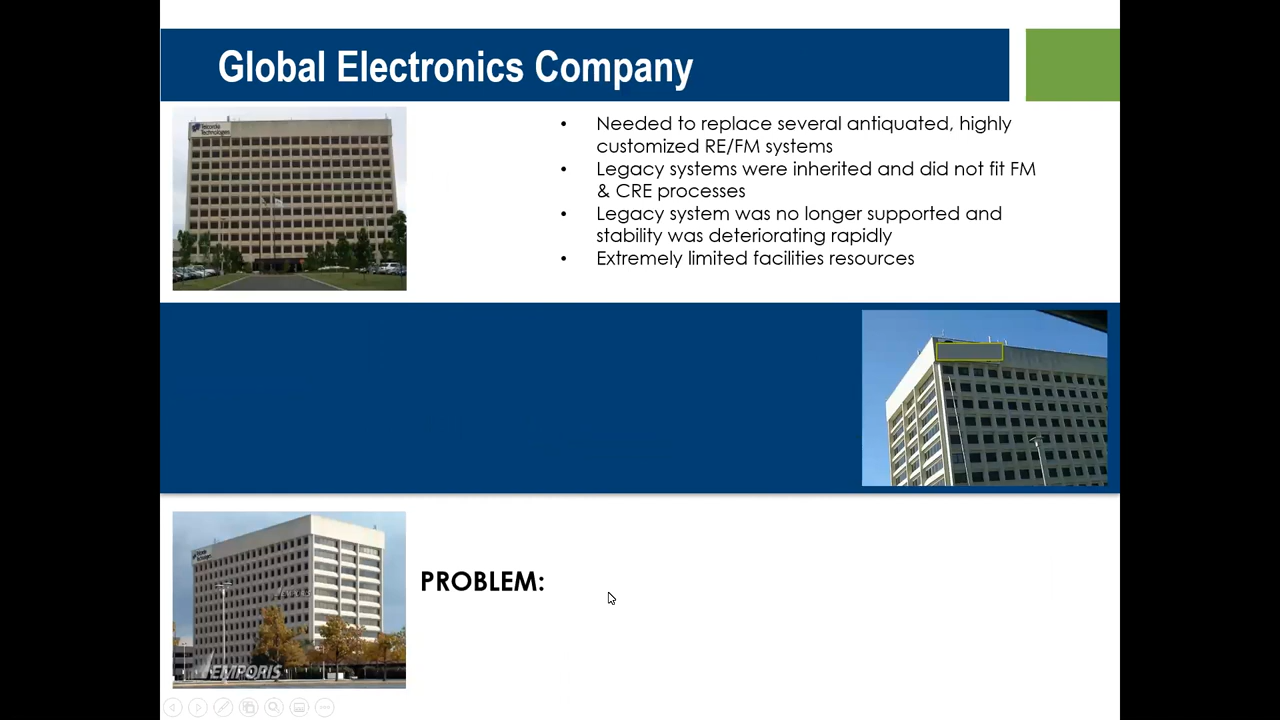 Global Electronics Company
Telcordia
Technologies
• Needed to replace several antiquated, highly
customized RE/FM systems
• Legacy systems were inherited and did not fit FM
& CRE processes
• Legacy system was no longer supported and
stability was deteriorating rapidly
• Extremely limited facilities resources
PROBLEM:
EMPORIS